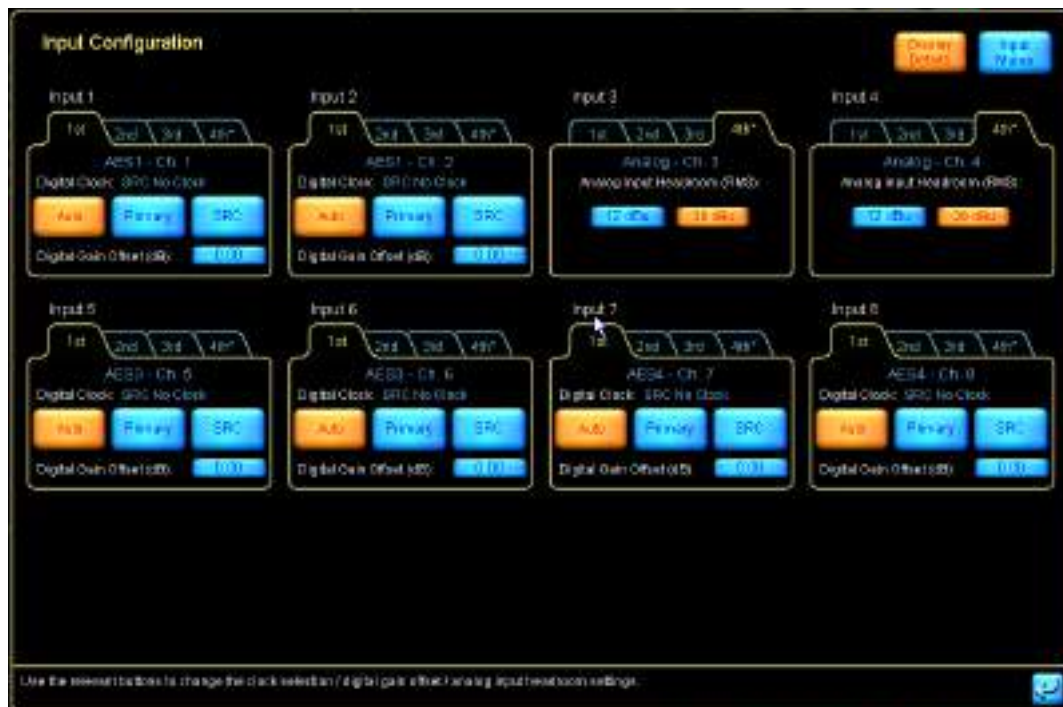 Input Configuration
Display Details
Input Menu
Input 1
1st 2nd 3rd 4th*
AES1 - Ch. 1
Digital Clock: SRC No Clock
Auto Primary SRC
Digital Gain Offset (dB): 0.00
Input 2
1st 2nd 3rd 4th*
AES1 - Ch. 2
Digital Clock: SRC No Clock
Auto Primary SRC
Digital Gain Offset (dB): 0.00
Input 3
1st 2nd 3rd 4th*
Analog - Ch. 3
Analog Input Headroom (RMS):
12 dBu
Input 4
1st 2nd 3rd 4th*
Analog - Ch. 4
Analog Input Headroom (RMS):
12 dBu
Input 5
1st 2nd 3rd 4th*
AES3 - Ch. 5
Digital Clock: SRC No Clock
Auto Primary SRC
Digital Gain Offset (dB): 0.00
Input 6
1st 2nd 3rd 4th*
AES3 - Ch. 6
Digital Clock: SRC No Clock
Auto Primary SRC
Digital Gain Offset (dB): 0.00
Input 7
1st 2nd 3rd 4th*
AES4 - Ch. 7
Digital Clock: SRC No Clock
Auto Primary SRC
Digital Gain Offset (dB): 0.00
Input 8
1st 2nd 3rd 4th*
AES4 - Ch. 8
Digital Clock: SRC No Clock
Auto Primary SRC
Digital Gain Offset (dB): 0.00
Use the relevant buttons to change the clock selection / digital gain offset / analog input headroom settings.